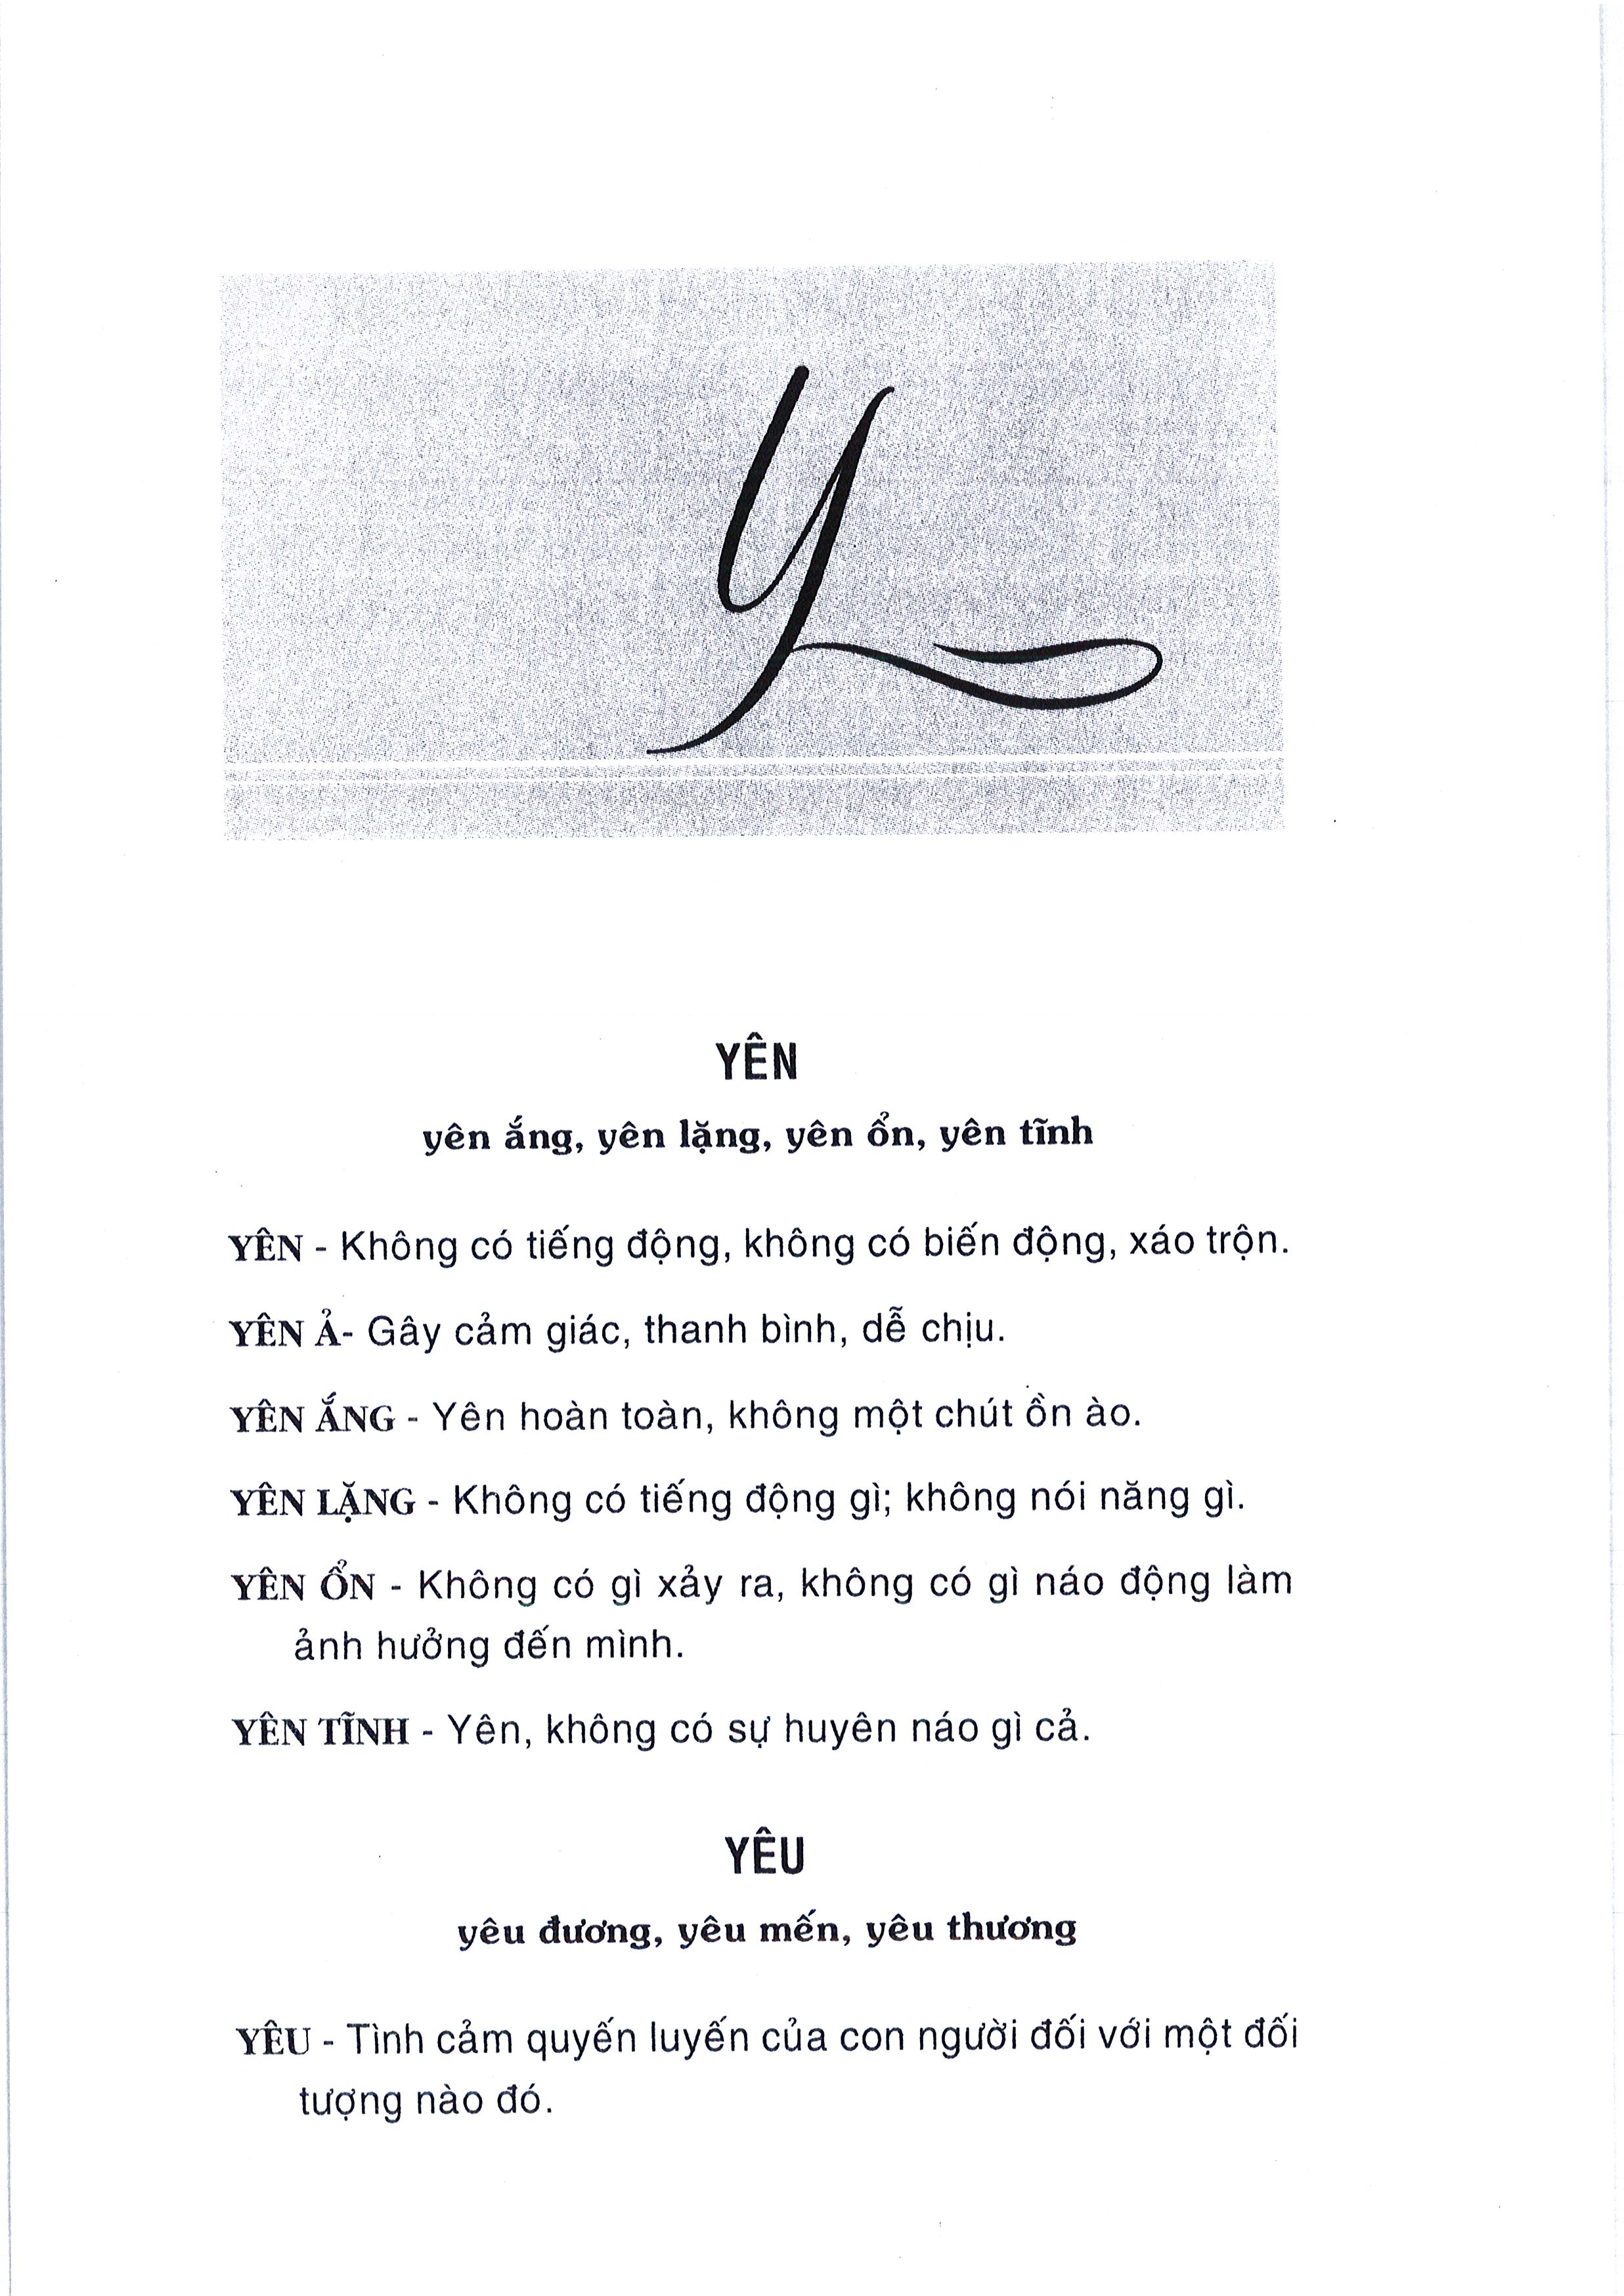 Y
YÊN
yên ắng, yên lặng, yên ổn, yên tĩnh
YÊN - Không có tiếng động, không có biến động, xáo trộn.
YÊN Ả- Gây cảm giác, thanh bình, dễ chịu.
YÊN ẮNG - Yên hoàn toàn, không một chút ồn ào.
YÊN LẶNG - Không có tiếng động gì; không nói năng gì.
YÊN ỔN - Không có gì xảy ra, không có gì náo động làm
ảnh hưởng đến mình.
YÊN TĨNH - Yên, không có sự huyên náo gì cả.
YÊU
yêu đương, yêu mến, yêu thương
YÊU - Tình cảm quyến luyến của con người đối với một đối
tượng nào đó.